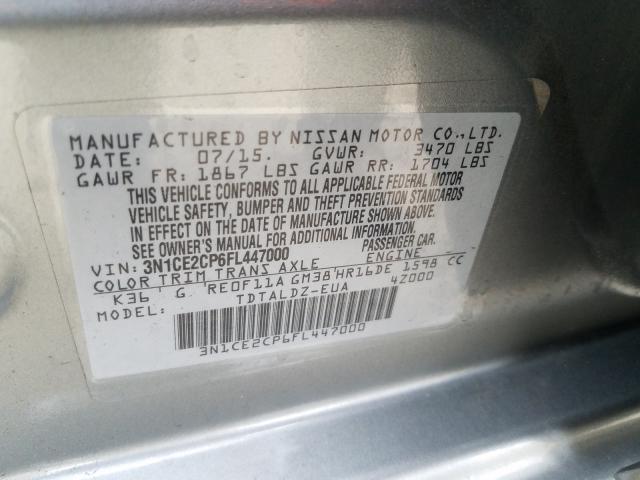 MANUFACTURED BY NISSAN MOTOR CO.,LTD.
DATE: 07/15. GVWR: 3470 LBS
GAWR FR: 1867 LBS GAWR RR: 1704 LBS
THIS VEHICLE CONFORMS TO ALL APPLICABLE FEDERAL MOTOR
VEHICLE SAFETY, BUMPER AND THEFT PREVENTION STANDARDS
IN EFFECT ON THE DATE OF MANUFACTURE SHOWN ABOVE.
SEE OWNER'S MANUAL FOR ADDITIONAL INFORMATION.
VIN: 3N1CE2CP6FL447000 PASSENGER CAR.
COLOR TRIM TRANS AXLE ENGINE
K36 G RE0F11A GM38 HR16DE 1598 CC
MODEL: TDTALDZ-EUA 4Z000
3N1CE2CP6FL447000